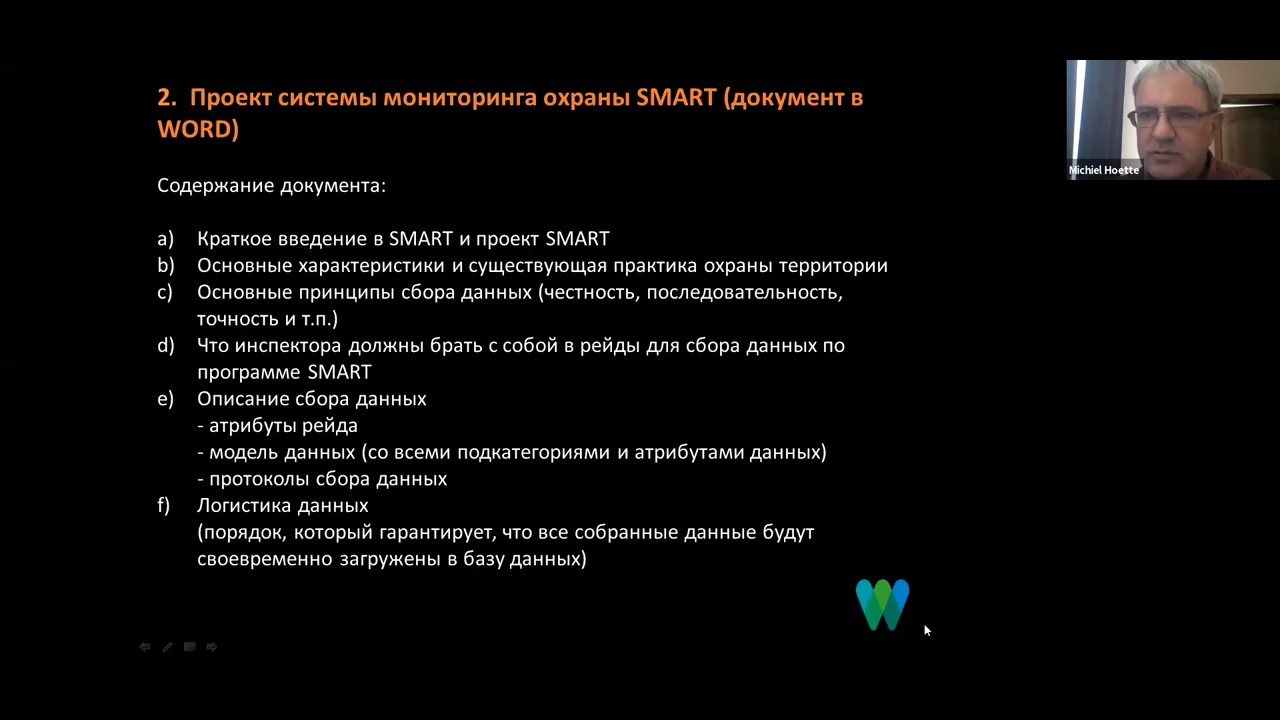 2. Проект системы мониторинга охраны SMART (документ в
WORD)
Содержание документа:
a) Краткое введение в SMART и проект SMART
b) Основные характеристики и существующая практика охраны территории
c) Основные принципы сбора данных (честность, последовательность,
точность и т.п.)
d) Что инспектора должны брать с собой в рейды для сбора данных по
программе SMART
e) Описание сбора данных
- атрибуты рейда
- модель данных (со всеми подкатегориями и атрибутами данных)
- протоколы сбора данных
f) Логистика данных
(порядок, который гарантирует, что все собранные данные будут
своевременно загружены в базу данных)
Michiel Hoette